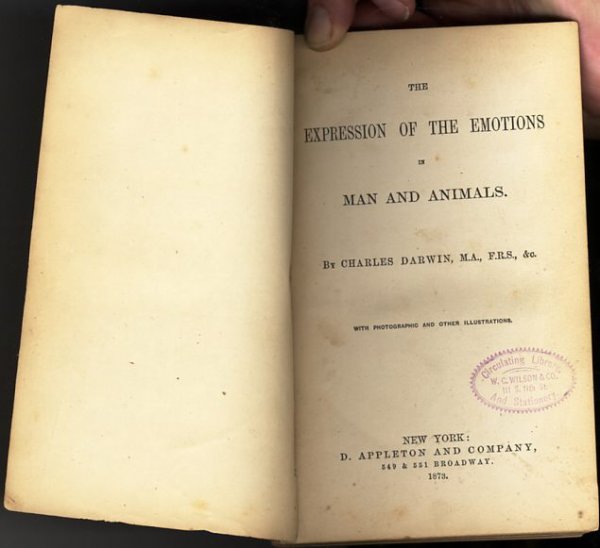 THE
EXPRESSION OF THE EMOTIONS
IN
MAN AND ANIMALS.
BY CHARLES DARWIN, M.A., F.R.S., &c.
WITH PHOTOGRAPHIC AND OTHER ILLUSTRATIONS.
Circulating Library
W. C. WILSON & CO.
And Stationery.
NEW YORK:
D. APPLETON AND COMPANY,
549 & 551 BROADWAY.
1873.